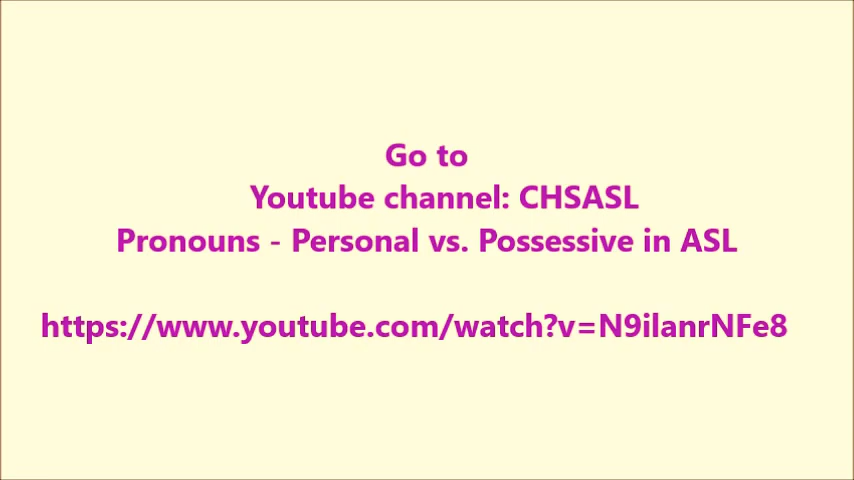 Go to
Youtube channel: CHSASL
Pronouns - Personal vs. Possessive in ASL
https://www.youtube.com/watch?v=N9ilanrNFe8